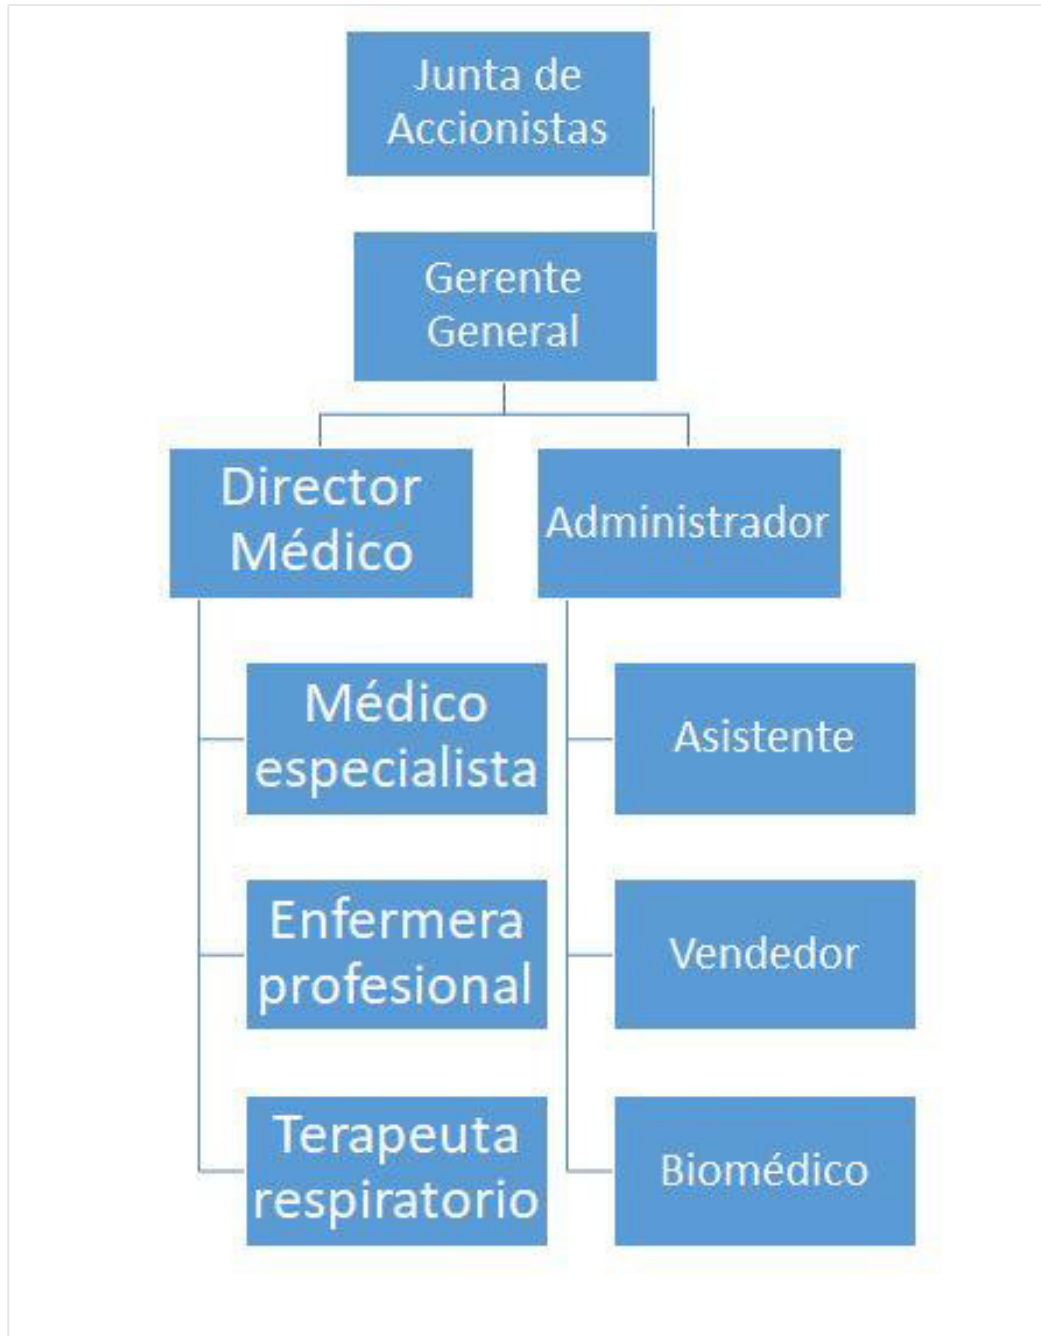 Junta de
Accionistas
Gerente
General
Director
Médico
Administrador
Médico
especialista
Asistente
Enfermera
profesional
Vendedor
Terapeuta
respiratorio
Biomédico